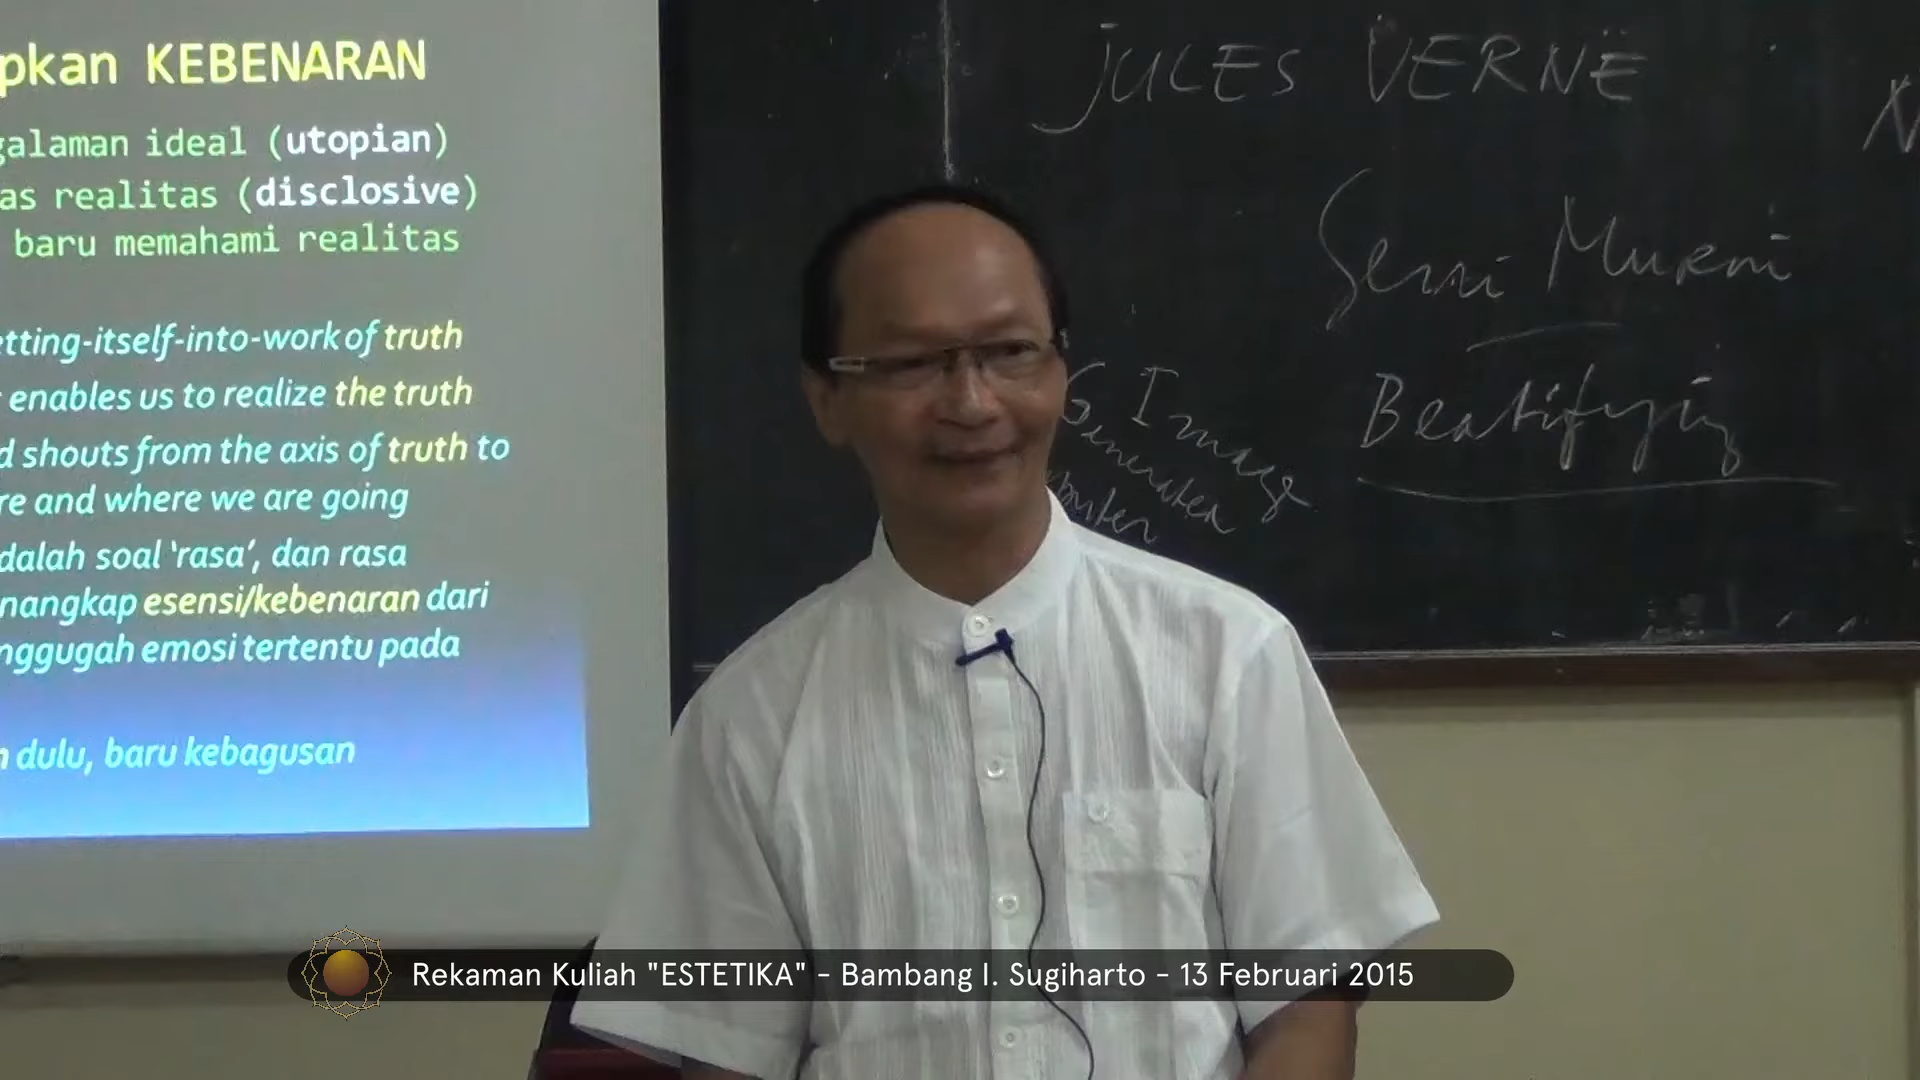 pkan KEBENARAN
galaman ideal (utopian)
as realitas (disclosive)
baru memahami realitas
etting-itself-into-work of truth
enables us to realize the truth
d shouts from the axis of truth to
re and where we are going
dalah soal ‘rasa’, dan rasa
nangkap esensi/kebenaran dari
nggugah emosi tertentu pada
n dulu, baru kebagusan
JULES VERNE
N
Seni Murni
Beatifying
G Image
Generated
Rekaman Kuliah "ESTETIKA" - Bambang I. Sugiharto - 13 Februari 2015